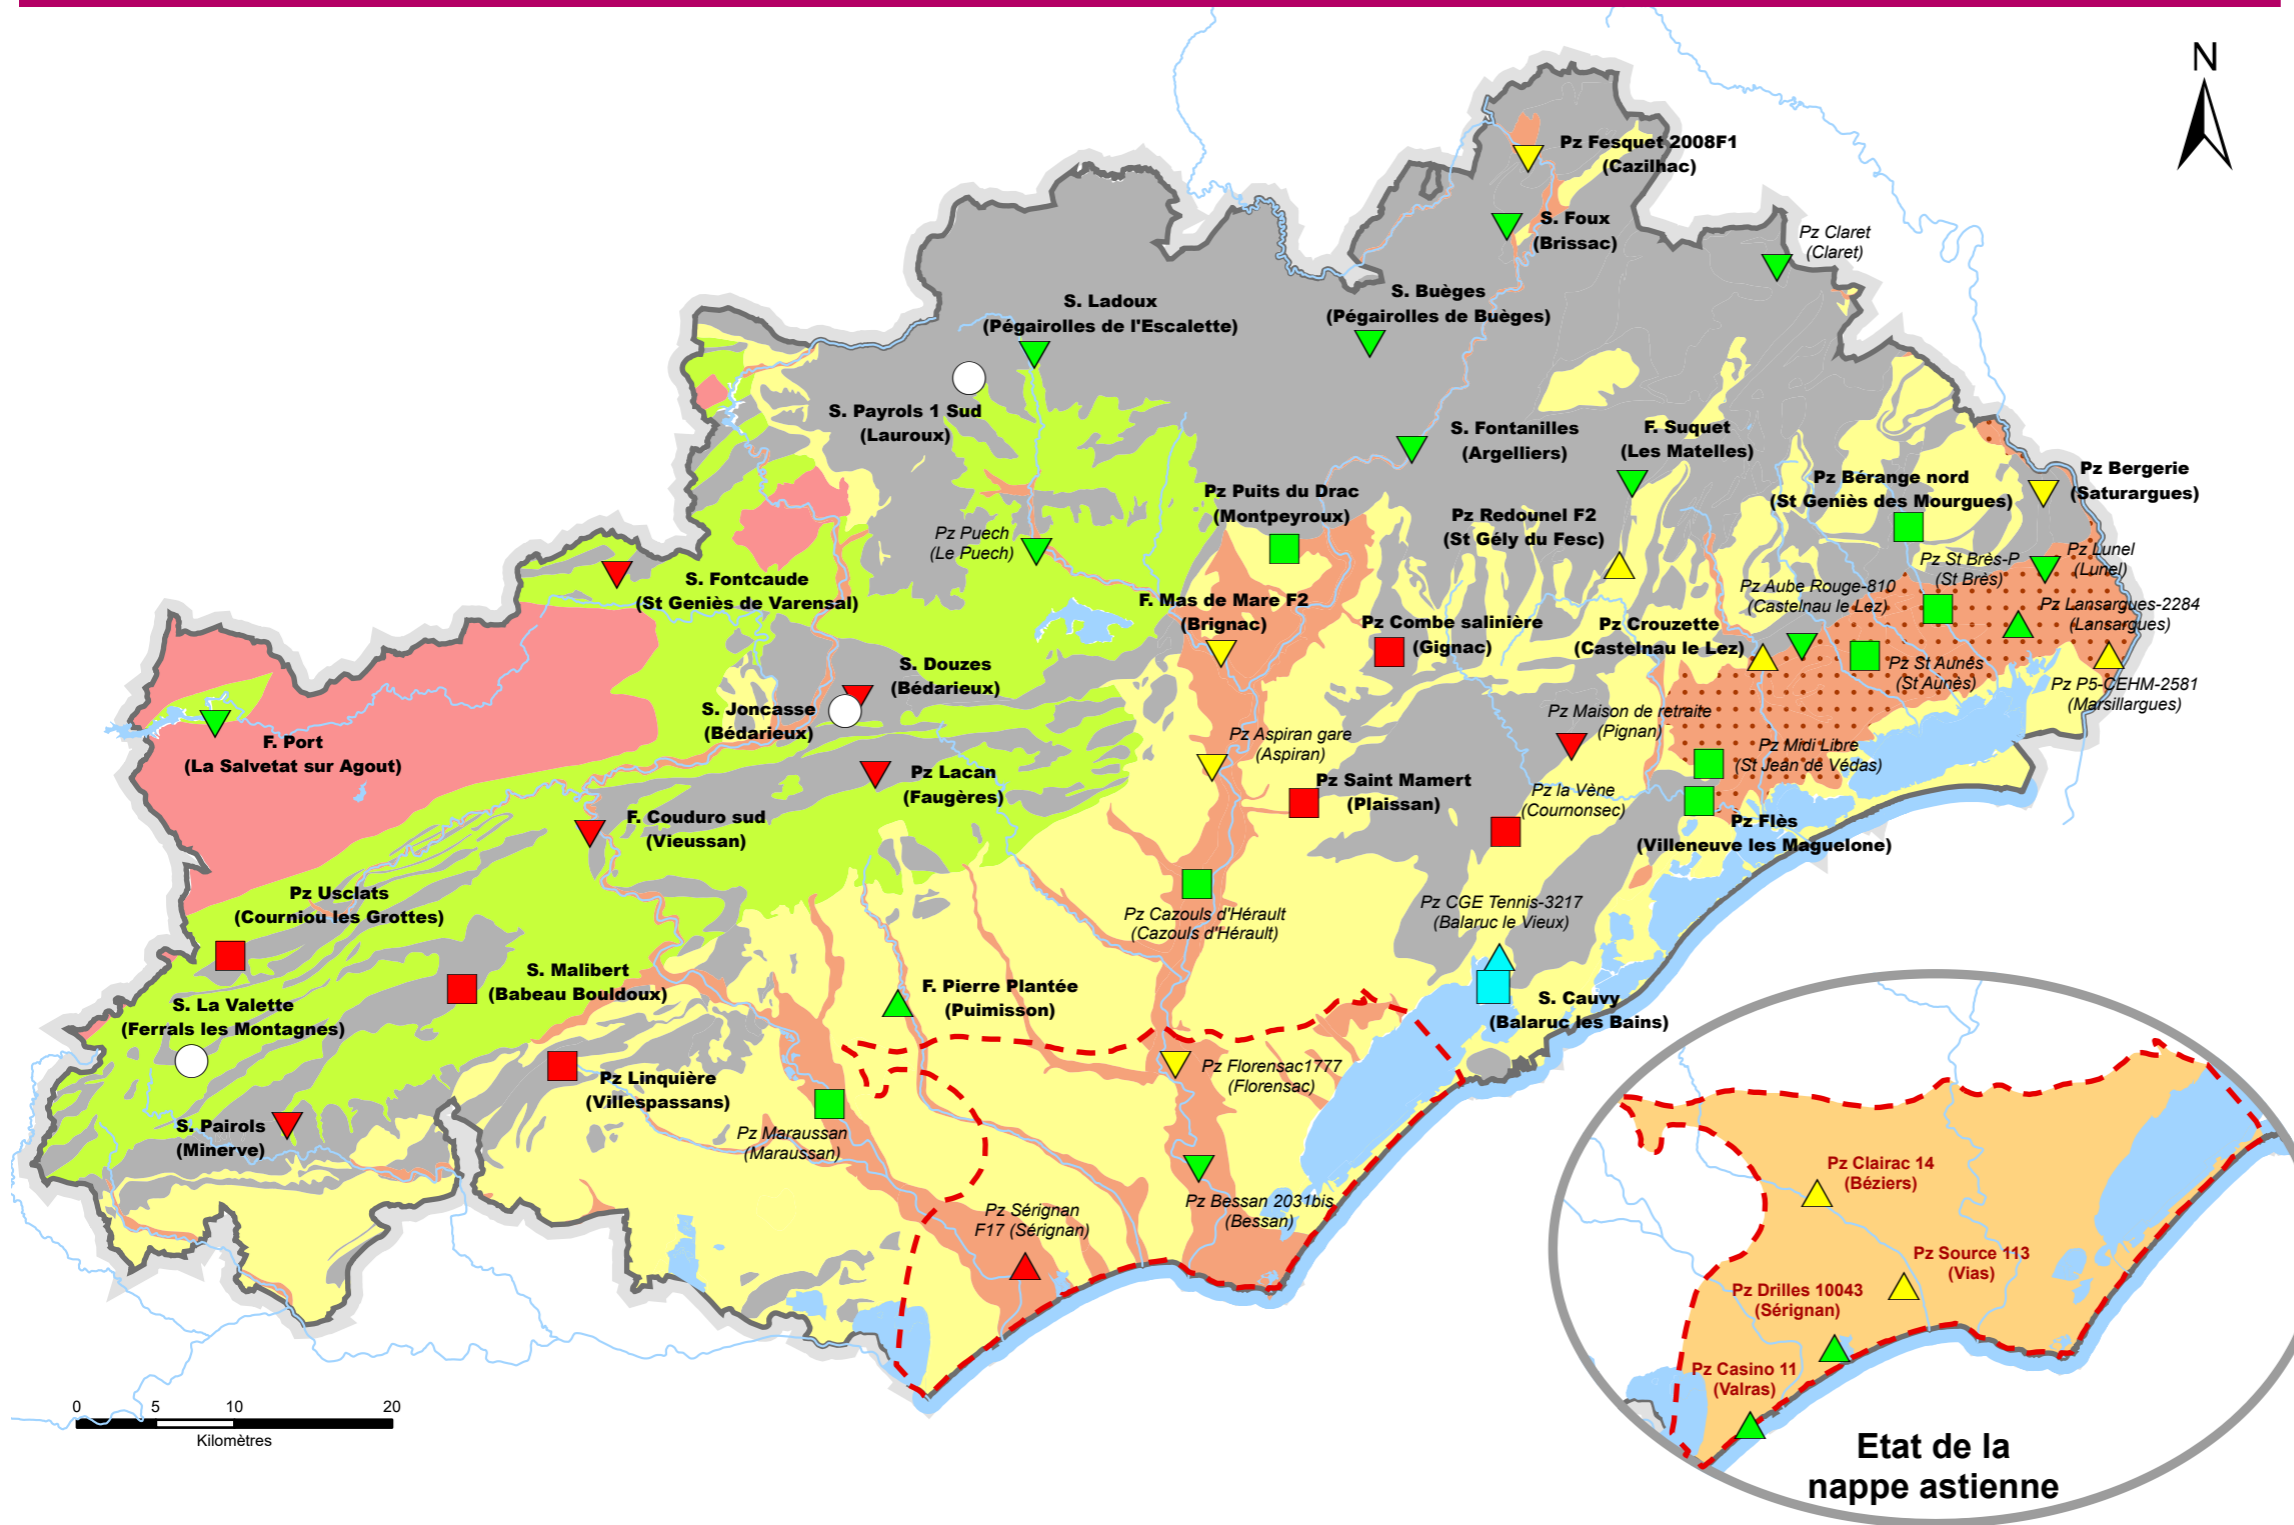 N
Pz Fesquet 2008F1
(Cazilhac)
S. Foux
(Brissac)
Pz Claret
(Claret)
S. Ladoux
(Pégairolles de l'Escalette)
S. Buèges
(Pégairolles de Buèges)
S. Payrols 1 Sud
(Lauroux)
S. Fontanilles
(Argelliers)
F. Suquet
(Les Matelles)
Pz Bérange nord
(St Geniès des Mourgues)
Pz Bergerie
(Saturargues)
Pz Puits du Drac
(Montpeyroux)
Pz Redounel F2
(St Gély du Fesc)
Pz Puech
(Le Puech)
Pz St Brès-P
(St Brès)
Pz Lunel
(Lunel)
S. Fontcaude
(St Geniès de Varensal)
Pz Aube Rouge-810
(Castelnau le Lez)
F. Mas de Mare F2
(Brignac)
Pz Lansargues-2284
(Lansargues)
Pz Combe salinière
(Gignac)
Pz Crouzette
(Castelnau le Lez)
S. Douzes
(Bédarieux)
Pz St Aunès
(St Aunès)
Pz P5-CEHM-2581
(Marsillargues)
S. Joncasse
(Bédarieux)
Pz Maison de retraite
(Pignan)
Pz Aspiran gare
(Aspiran)
F. Port
(La Salvetat sur Agout)
Pz Midi Libre
(St Jean de Védas)
Pz Lacan
(Faugères)
Pz Saint Mamert
(Plaissan)
Pz la Vène
(Cournonsec)
F. Couduro sud
(Vieussan)
Pz Flès
(Villeneuve les Maguelone)
Pz Usclats
(Courniou les Grottes)
Pz Cazouls d'Hérault
(Cazouls d'Hérault)
Pz CGE Tennis-3217
(Balaruc le Vieux)
S. Malibert
(Babeau Bouldoux)
F. Pierre Plantée
(Puimisson)
S. Cauvy
(Balaruc les Bains)
S. La Valette
(Ferrals les Montagnes)
Pz Linquière
(Villespassans)
Pz Florensac1777
(Florensac)
S. Pairols
(Minerve)
Pz Maraussan
(Maraussan)
Pz Bessan 2031bis
(Bessan)
Pz Sérignan
F17 (Sérignan)
Pz Clairac 14
(Béziers)
Pz Source 113
(Vias)
Pz Drilles 10043
(Sérignan)
Pz Casino 11
(Valras)
Etat de la
nappe astienne
0 5 10 20
Kilomètres